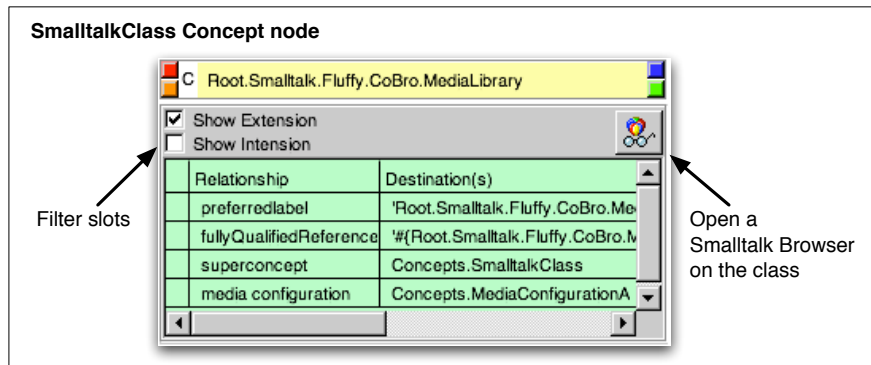 SmalltalkClass Concept node
C Root.Smalltalk.Fluffy.CoBro.MediaLibrary
Show Extension
Show Intension
Relationship Destination(s)
preferredlabel 'Root.Smalltalk.Fluffy.CoBro.Me
fullyQualifiedReference '#{Root.Smalltalk.Fluffy.CoBro.M
superconcept Concepts.SmalltalkClass
media configuration Concepts.MediaConfigurationA
Filter slots
Open a
Smalltalk Browser
on the class